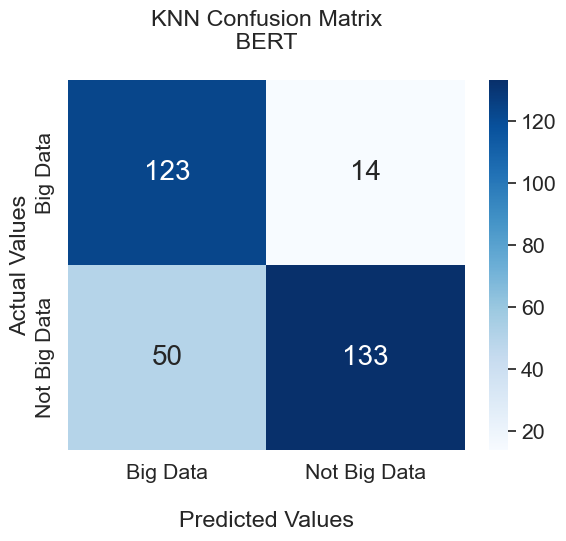 KNN Confusion Matrix
BERT
Actual Values
Big Data
Not Big Data
123
14
50
133
120
100
80
60
40
20
Big Data
Not Big Data
Predicted Values